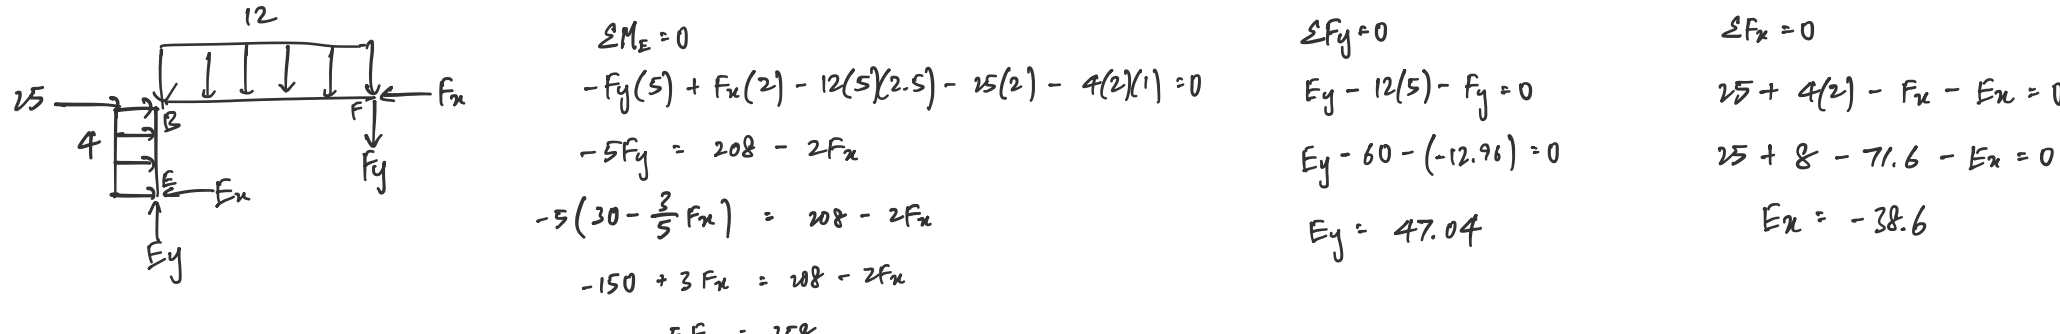 12
25
4
B
F
Fx
Fy
E
Ex
Ey
ΣM_E = 0
-Fy(5) + Fx(2) - 12(5)(2.5) - 25(2) - 4(2)(1) = 0
-5Fy = 208 - 2Fx
-5(30 - 3/5 Fx) = 208 - 2Fx
-150 + 3Fx = 208 - 2Fx
ΣFy = 0
Ey - 12(5) - Fy = 0
Ey - 60 - (-12.96) = 0
Ey = 47.04
ΣFx = 0
25 + 4(2) - Fx - Ex = 0
25 + 8 - 71.6 - Ex = 0
Ex = -38.6